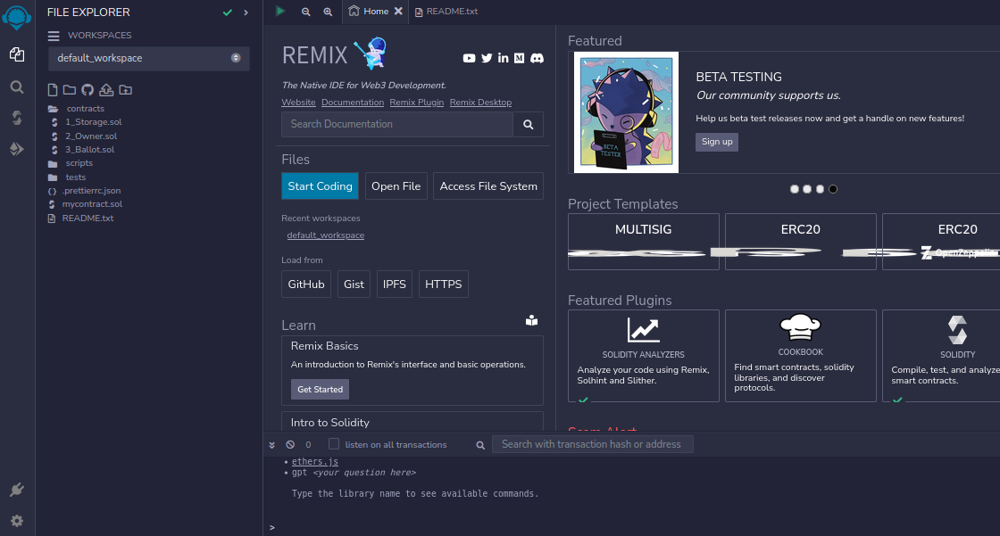 FILE EXPLORER
WORKSPACES
default_workspace
contracts
1_Storage.sol
2_Owner.sol
3_Ballot.sol
scripts
tests
.prettierrc.json
mycontract.sol
README.txt
Home
README.txt
REMIX
The Native IDE for Web3 Development.
Website Documentation Remix Plugin Remix Desktop
Search Documentation
Files
Start Coding Open File Access File System
Recent workspaces
default_workspace
Load from
GitHub Gist IPFS HTTPS
Learn
Remix Basics
An introduction to Remix's interface and basic operations.
Get Started
Intro to Solidity
Featured
BETA TESTER
BETA TESTING
Our community supports us.
Help us beta test releases now and get a handle on new features!
Sign up
Project Templates
MULTISIG
ERC20
ERC20
Featured Plugins
SOLIDITY ANALYZERS
Analyze your code using Remix,
Solhint and Slither.
COOKBOOK
Find smart contracts, solidity
libraries, and discover
protocols.
SOLIDITY
Compile, test, and analyze
smart contracts.
0
listen on all transactions
Search with transaction hash or address
• ethers.js
• gpt <your question here>
Type the library name to see available commands.
>